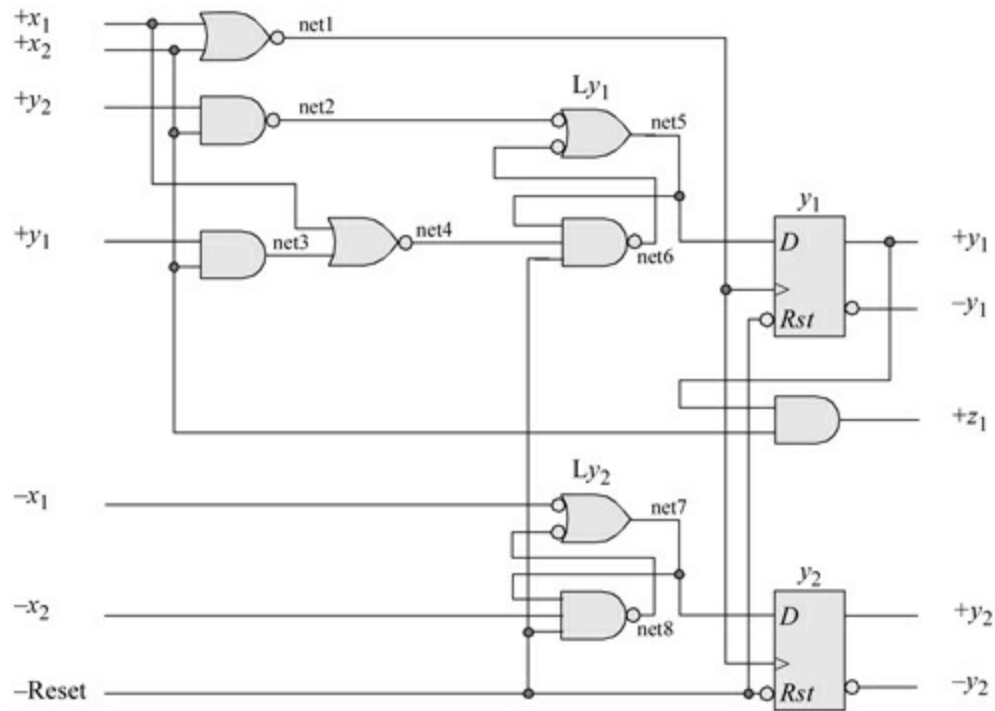 +x₁
net1
+x₂
Ly₁
+y₂
net2
net5
y₁
+y₁
net3
net4
D
+y₁
net6
–y₁
Rst
+z₁
Ly₂
–x₁
net7
y₂
–x₂
D
+y₂
net8
–Reset
Rst
–y₂